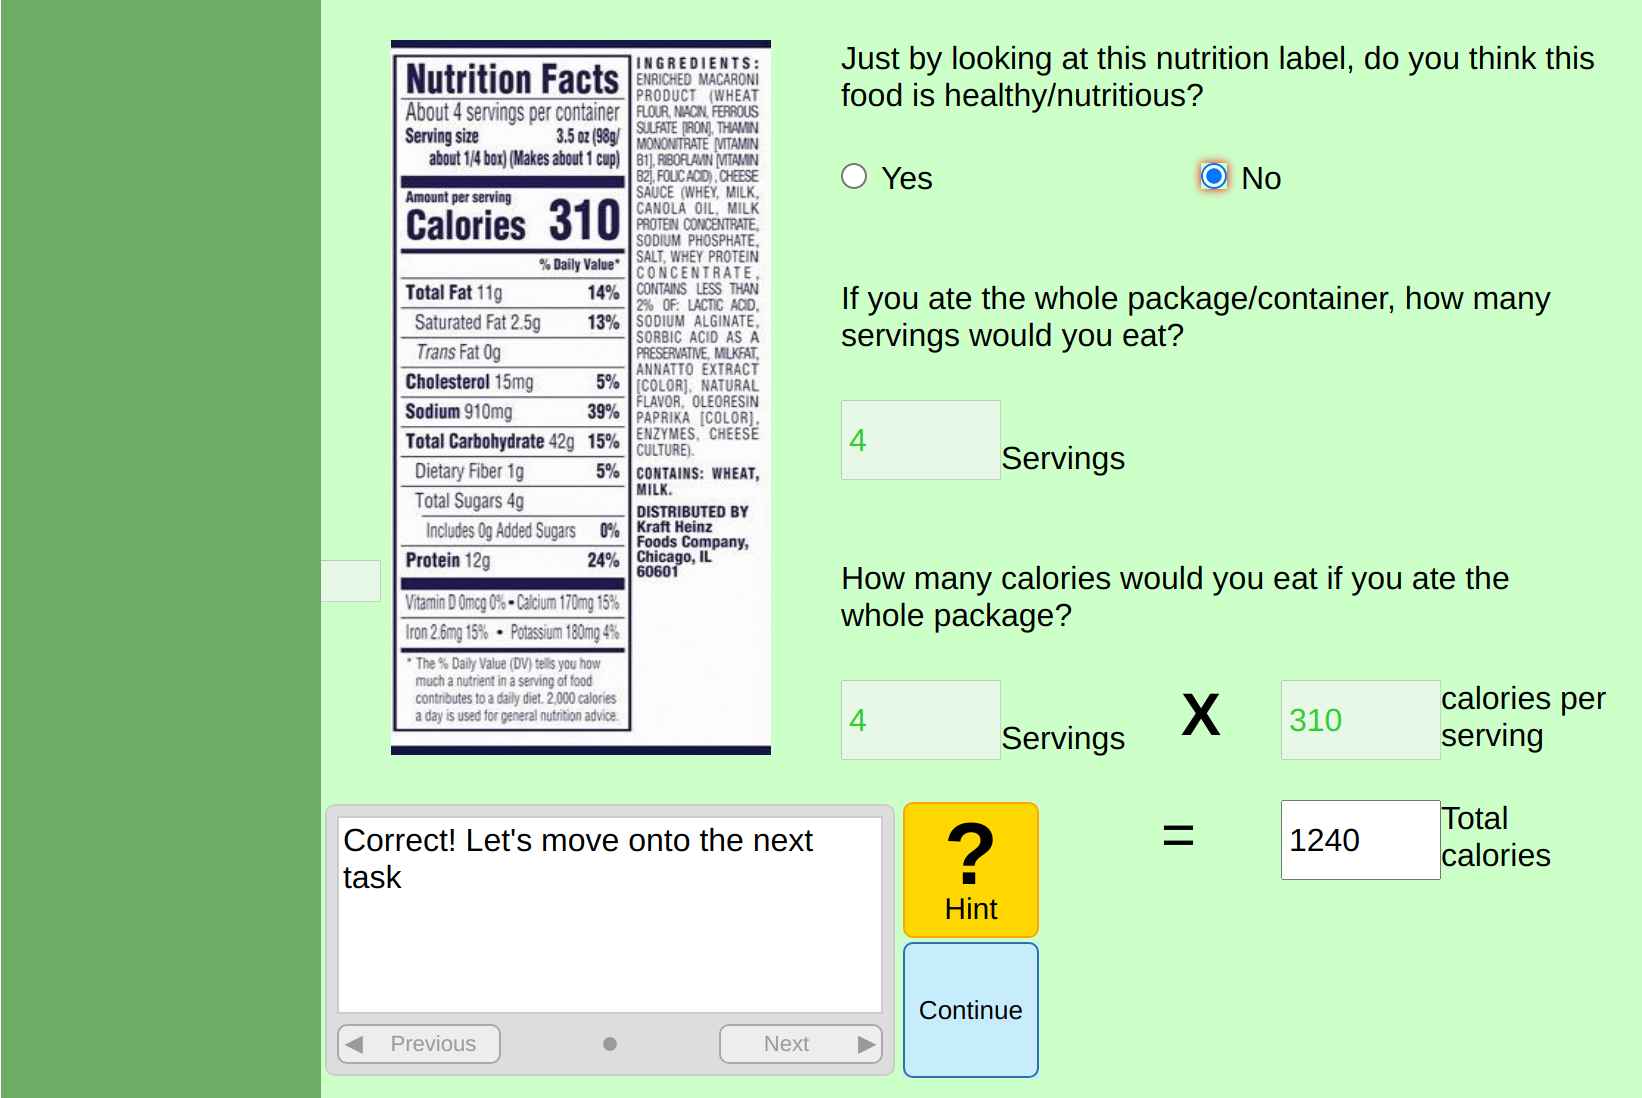 Nutrition Facts
About 4 servings per container
Serving size 3.5 oz (98g/
about 1/4 box) (Makes about 1 cup)
Amount per serving
Calories 310
% Daily Value*
Total Fat 11g 14%
Saturated Fat 2.5g 13%
Trans Fat 0g
Cholesterol 15mg 5%
Sodium 910mg 39%
Total Carbohydrate 42g 15%
Dietary Fiber 1g 5%
Total Sugars 4g
Includes 0g Added Sugars 0%
Protein 12g 24%
Vitamin D 0mcg 0% • Calcium 170mg 15%
Iron 2.6mg 15% • Potassium 180mg 4%
* The % Daily Value (DV) tells you how
much a nutrient in a serving of food
contributes to a daily diet. 2,000 calories
a day is used for general nutrition advice.
INGREDIENTS:
ENRICHED MACARONI
PRODUCT (WHEAT
FLOUR, NIACIN, FERROUS
SULFATE [IRON], THIAMIN
MONONITRATE [VITAMIN
B1], RIBOFLAVIN [VITAMIN
B2], FOLIC ACID), CHEESE
SAUCE (WHEY, MILK,
CANOLA OIL, MILK
PROTEIN CONCENTRATE,
SODIUM PHOSPHATE,
SALT, WHEY PROTEIN
CONCENTRATE,
CONTAINS LESS THAN
2% OF: LACTIC ACID,
SODIUM ALGINATE,
SORBIC ACID AS A
PRESERVATIVE, MILKFAT,
ANNATTO EXTRACT
[COLOR], NATURAL
FLAVOR, OLEORESIN
PAPRIKA [COLOR],
ENZYMES, CHEESE
CULTURE).
CONTAINS: WHEAT,
MILK.
DISTRIBUTED BY
Kraft Heinz
Foods Company,
Chicago, IL
60601
Just by looking at this nutrition label, do you think this
food is healthy/nutritious?
Yes No
If you ate the whole package/container, how many
servings would you eat?
4 Servings
How many calories would you eat if you ate the
whole package?
4 Servings X 310 calories per
serving
= 1240 Total
calories
Correct! Let's move onto the next
task
Previous Next
?
Hint
Continue